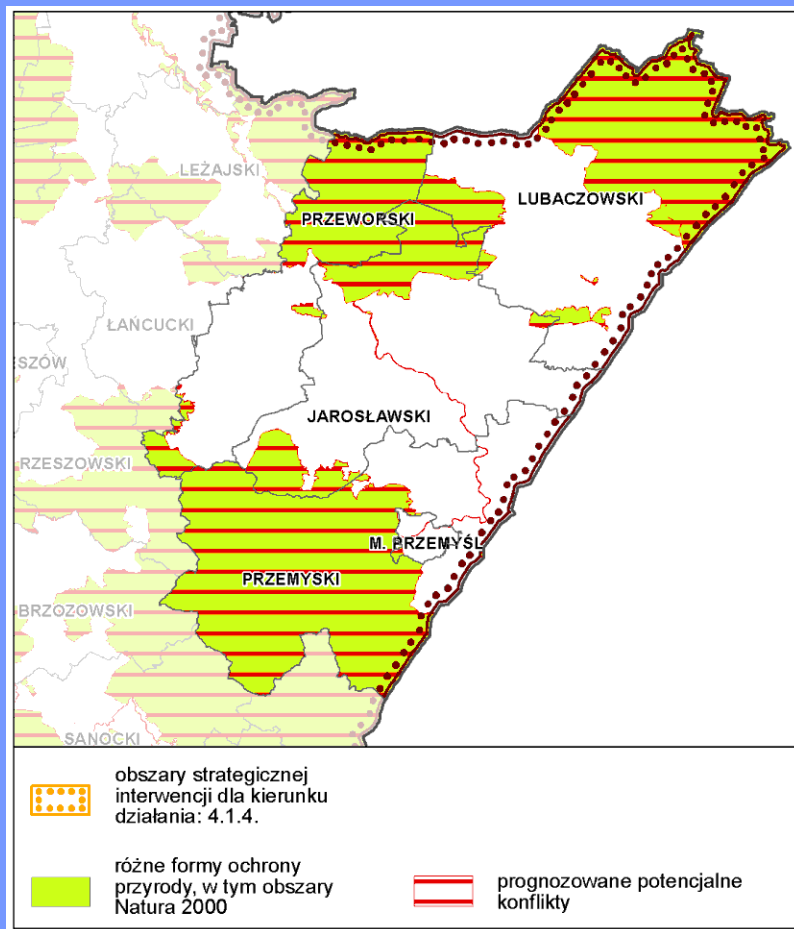 LEŻAJSKI
LUBACZOWSKI
PRZEWORSKI
ŁAŃCUCKI
ESZÓW
JAROSŁAWSKI
RZESZOWSKI
M. PRZEMYŚL
PRZEMYSKI
BRZOZOWSKI
SANOCKI
obszary strategicznej
interwencji dla kierunku
działania: 4.1.4.
różne formy ochrony
przyrody, w tym obszary
Natura 2000
prognozowane potencjalne
konflikty